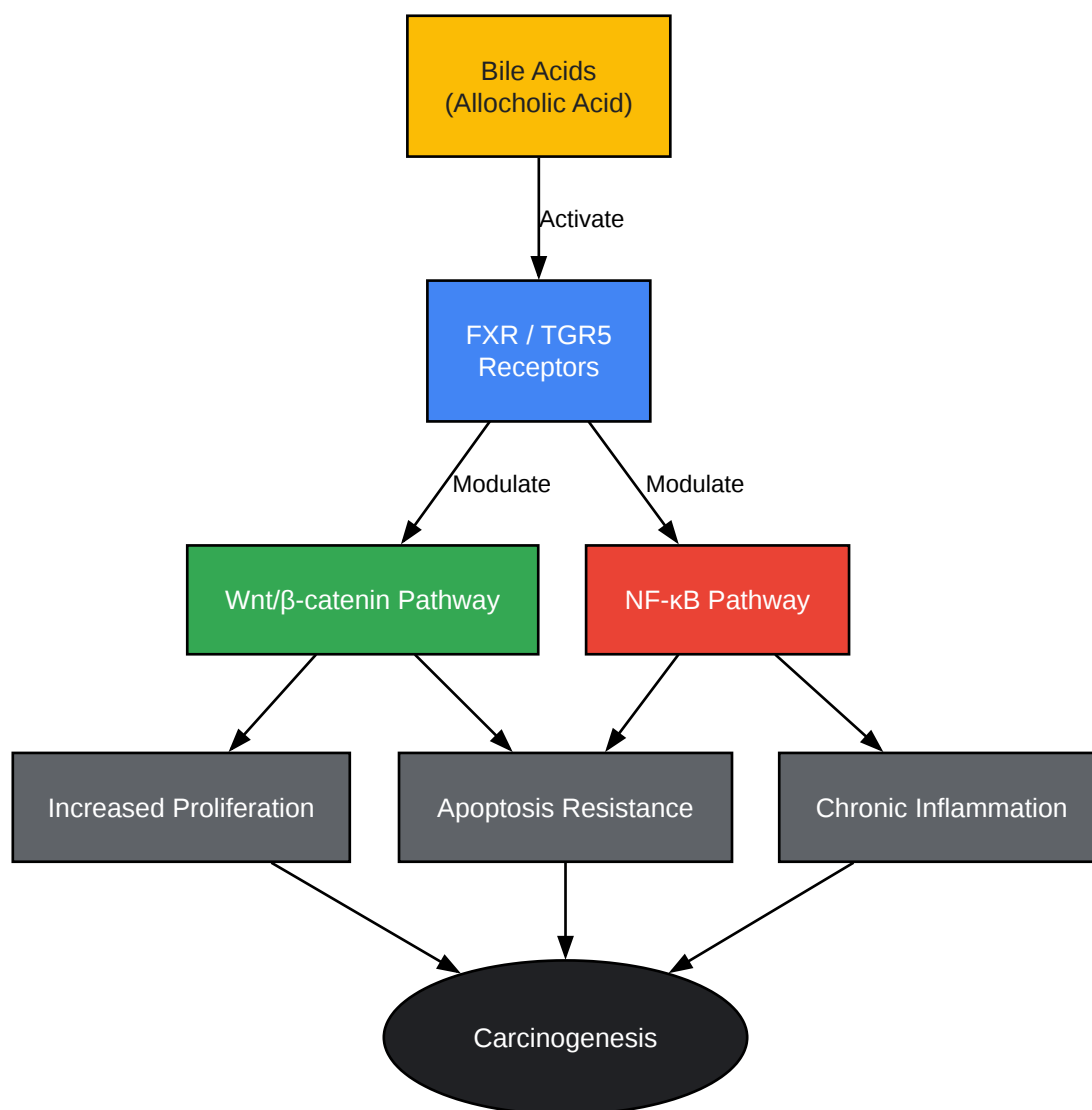 Bile Acids
(Allocholic Acid)
Activate
FXR / TGR5
Receptors
Modulate
Modulate
Wnt/β-catenin Pathway
NF-κB Pathway
Increased Proliferation
Apoptosis Resistance
Chronic Inflammation
Carcinogenesis